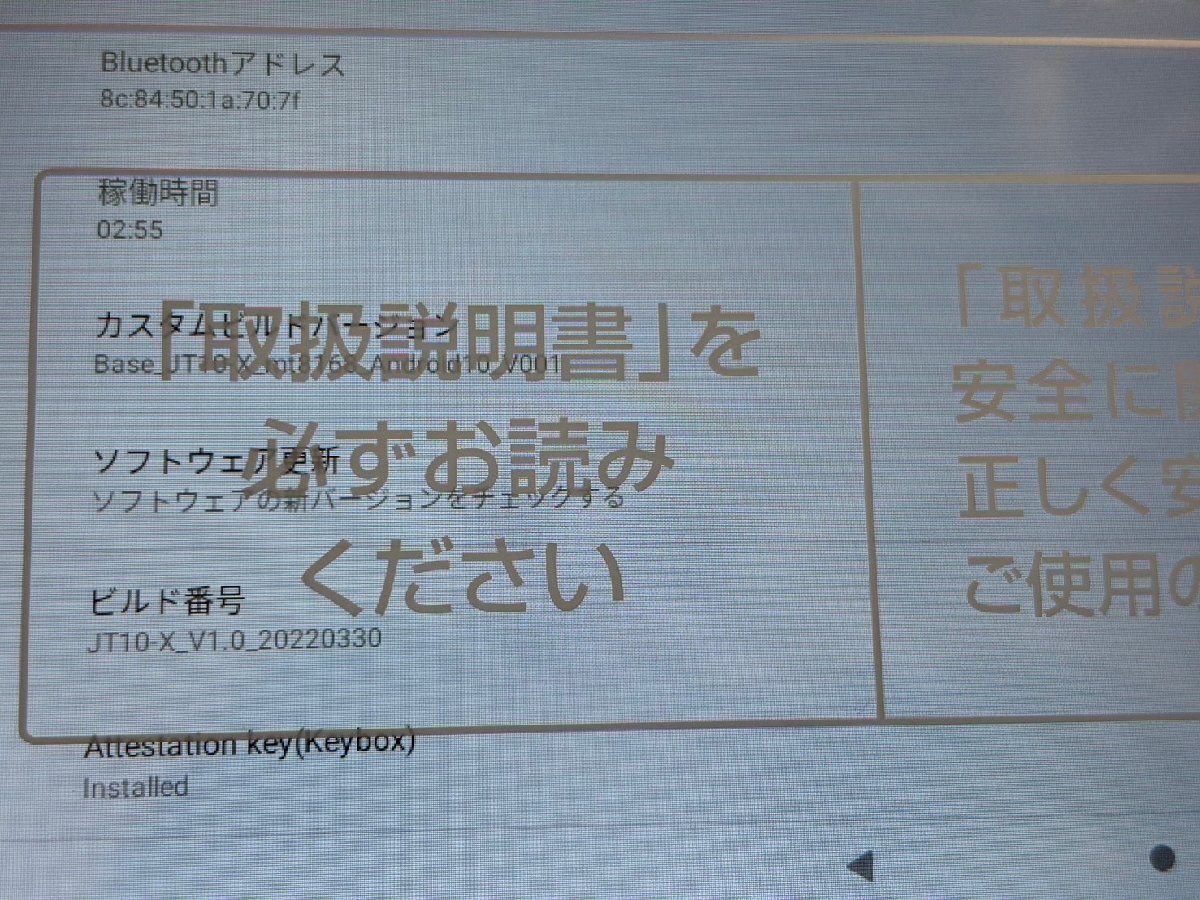 Bluetoothアドレス
8c:84:50:1a:70:7f
稼働時間
02:55
カスタムビルドバージョン
Base_JT10-X_mt8168_Android10_V001
ソフトウェア更新
ソフトウェアの新バージョンをチェックする
ビルド番号
JT10-X_V1.0_20220330
Attestation key(Keybox)
Installed
「取扱説明書」を
必ずお読み
ください
「取扱説
安全に
正しく安
ご使用の